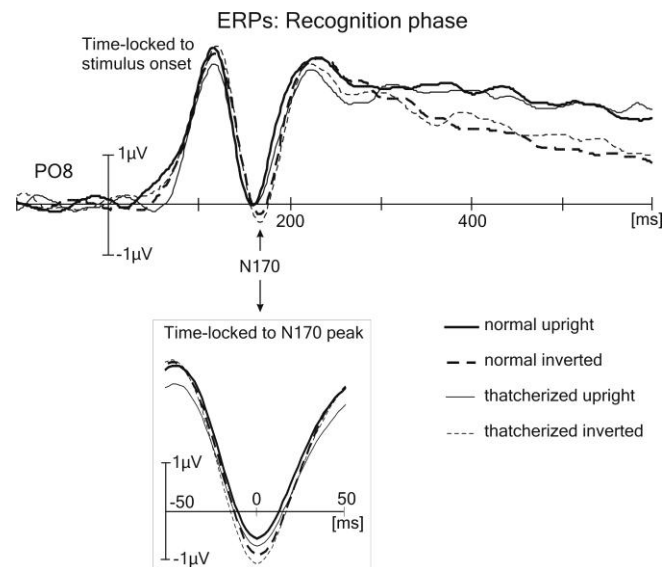 ERPs: Recognition phase
Time-locked to
stimulus onset
PO8
1µV
-1µV
200
400
[ms]
N170
Time-locked to N170 peak
1µV
-50
0
50
[ms]
-1µV
normal upright
normal inverted
thatcherized upright
thatcherized inverted